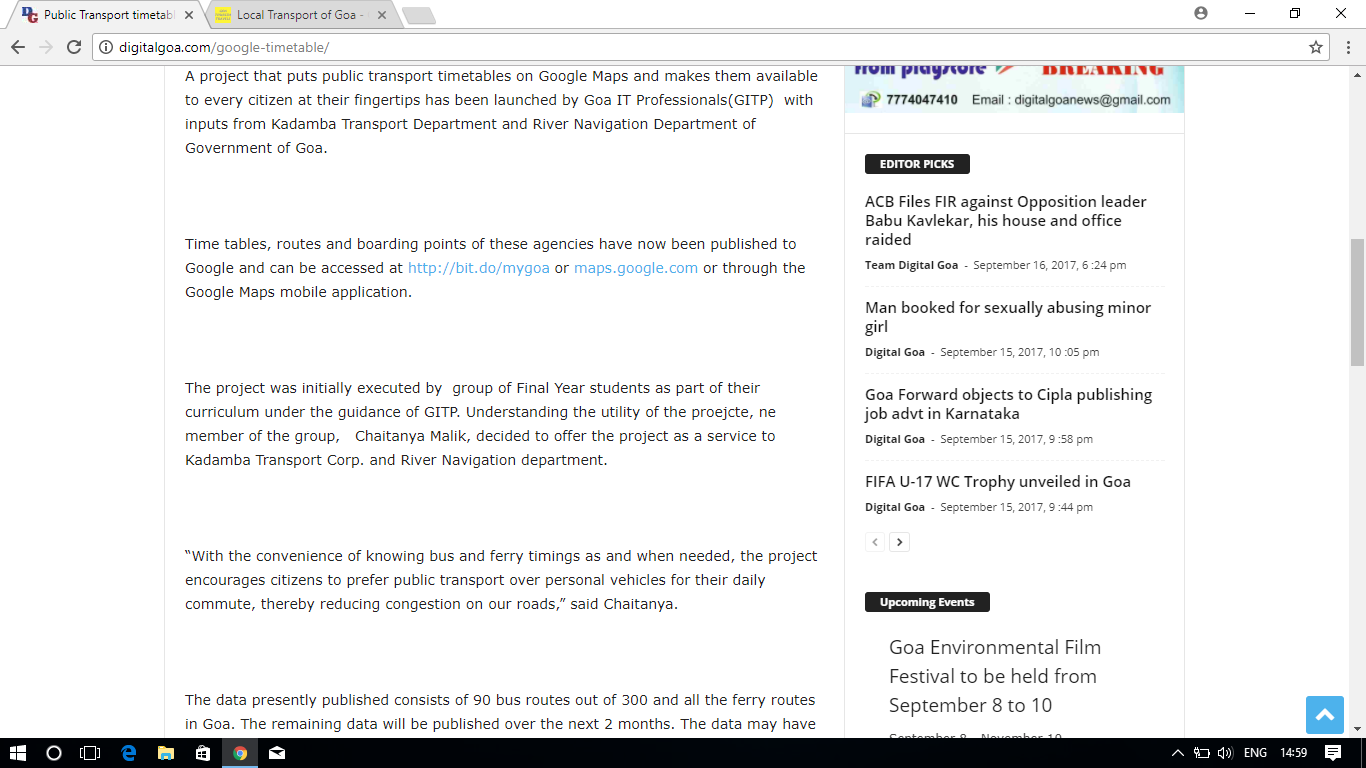 Public Transport timetab
Local Transport of Goa -
digitalgoa.com/google-timetable/
A project that puts public transport timetables on Google Maps and makes them available
to every citizen at their fingertips has been launched by Goa IT Professionals(GITP)  with
inputs from Kadamba Transport Department and River Navigation Department of
Government of Goa.
Time tables, routes and boarding points of these agencies have now been published to
Google and can be accessed at http://bit.do/mygoa or maps.google.com or through the
Google Maps mobile application.
The project was initially executed by  group of Final Year students as part of their
curriculum under the guidance of GITP. Understanding the utility of the proejcte, ne
member of the group,   Chaitanya Malik, decided to offer the project as a service to
Kadamba Transport Corp. and River Navigation department.
“With the convenience of knowing bus and ferry timings as and when needed, the project
encourages citizens to prefer public transport over personal vehicles for their daily
commute, thereby reducing congestion on our roads,” said Chaitanya.
The data presently published consists of 90 bus routes out of 300 and all the ferry routes
in Goa. The remaining data will be published over the next 2 months. The data may have
from playstore BREAKING
7774047410 Email : digitalgoanews@gmail.com
EDITOR PICKS
ACB Files FIR against Opposition leader
Babu Kavlekar, his house and office
raided
Team Digital Goa - September 16, 2017, 6 :24 pm
Man booked for sexually abusing minor
girl
Digital Goa - September 15, 2017, 10 :05 pm
Goa Forward objects to Cipla publishing
job advt in Karnataka
Digital Goa - September 15, 2017, 9 :58 pm
FIFA U-17 WC Trophy unveiled in Goa
Digital Goa - September 15, 2017, 9 :44 pm
Upcoming Events
Goa Environmental Film
Festival to be held from
September 8 to 10
September 8 - November 10
ENG 14:59